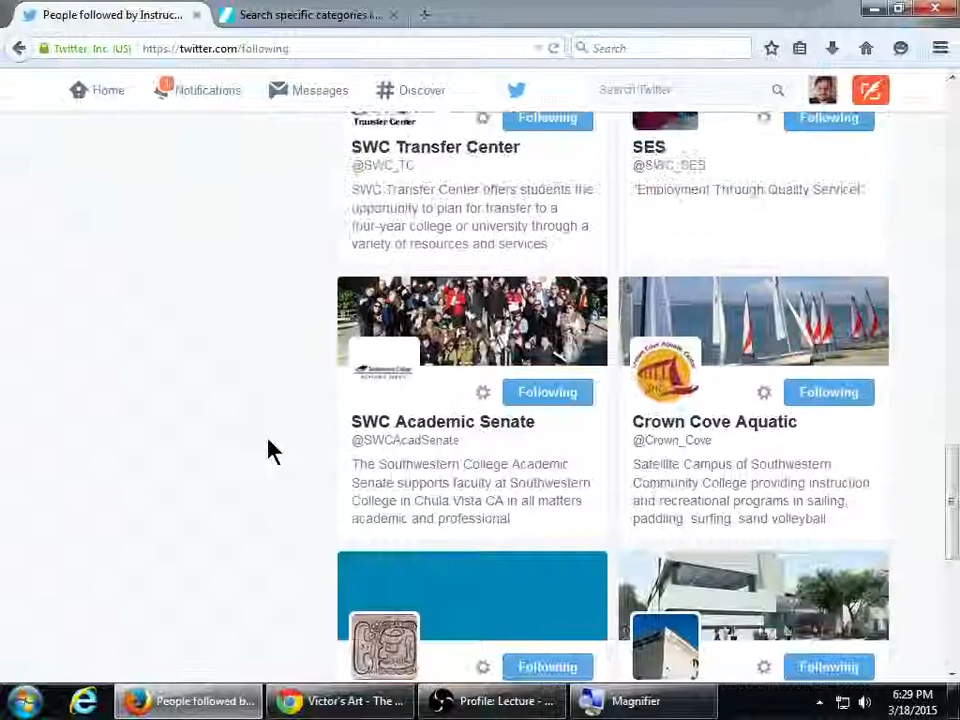 People followed by Instruc...
Search specific categories i...
Twitter, Inc. (US)
https://twitter.com/following
Search
Home
Notifications
Messages
Discover
Search Twitter
Transfer Center
Following
Following
SWC Transfer Center
@SWC_TC
SWC Transfer Center offers students the
opportunity to plan for transfer to a
four-year college or university through a
variety of resources and services
SES
@SWC_SES
"Employment Through Quality Service!"
Following
Following
SWC Academic Senate
@SWCAcadSenate
The Southwestern College Academic
Senate supports faculty at Southwestern
College in Chula Vista CA in all matters
academic and professional
Crown Cove Aquatic
@Crown_Cove
Satellite Campus of Southwestern
Community College providing instruction
and recreational programs in sailing,
paddling, surfing, sand volleyball
Following
Following
People followed b...
Victor's Art - The ...
Profile: Lecture - ...
Magnifier
6:29 PM
3/18/2015